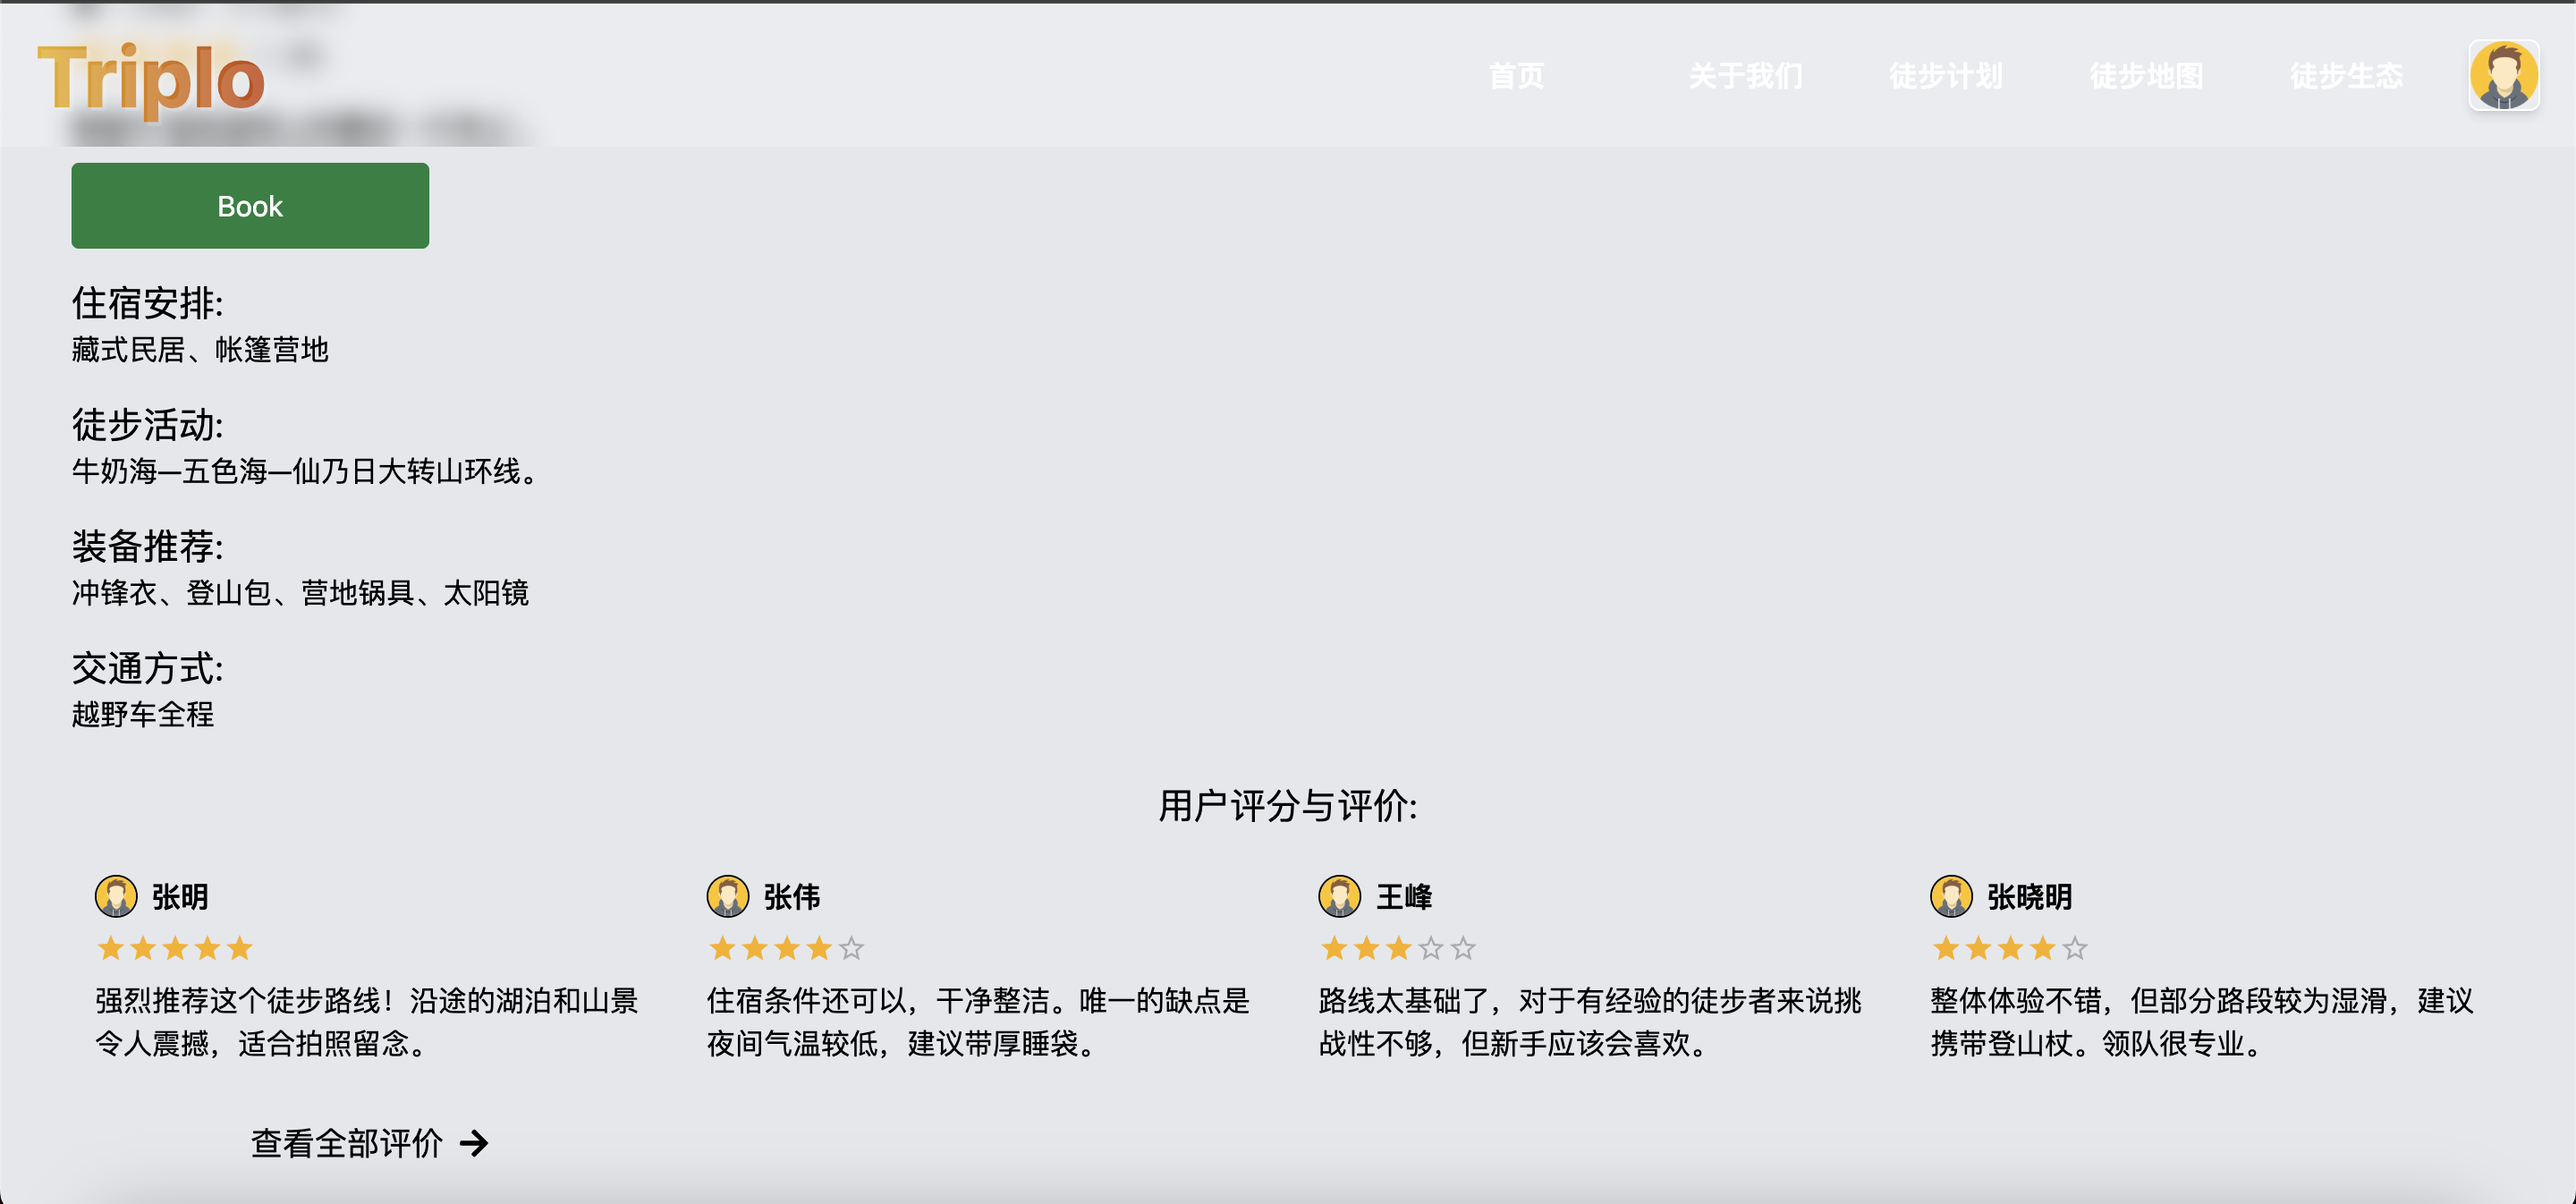 Triplo
首页 关于我们 徒步计划 徒步地图 徒步生态
Book
住宿安排:
藏式民居、帐篷营地
徒步活动:
牛奶海—五色海—仙乃日大转山环线。
装备推荐:
冲锋衣、登山包、营地锅具、太阳镜
交通方式:
越野车全程
用户评分与评价:
张明
强烈推荐这个徒步路线！沿途的湖泊和山景
令人震撼，适合拍照留念。
张伟
住宿条件还可以，干净整洁。唯一的缺点是
夜间气温较低，建议带厚睡袋。
王峰
路线太基础了，对于有经验的徒步者来说挑
战性不够，但新手应该会喜欢。
张晓明
整体体验不错，但部分路段较为湿滑，建议
携带登山杖。领队很专业。
查看全部评价 →